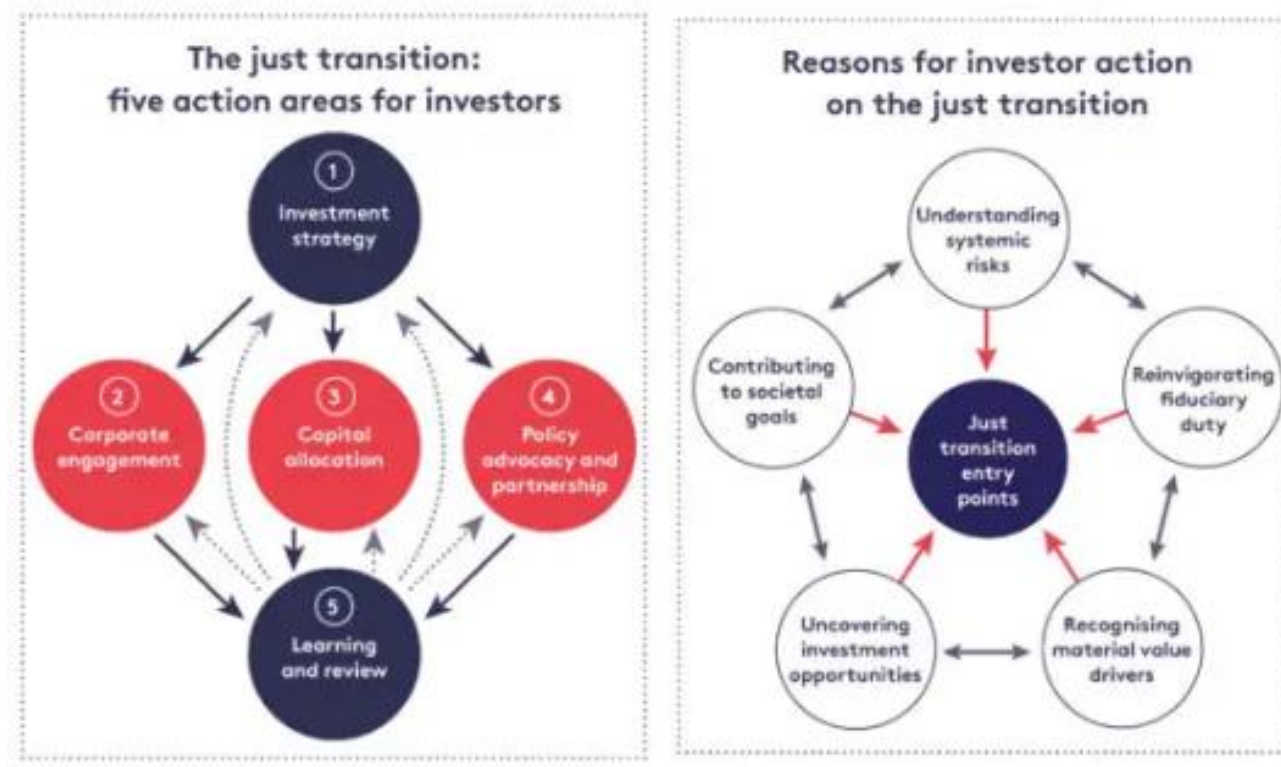 The just transition:
five action areas for investors
1
Investment
strategy
2
Corporate
engagement
3
Capital
allocation
4
Policy
advocacy and
partnership
5
Learning
and review
Reasons for investor action
on the just transition
Understanding
systemic
risks
Contributing
to societal
goals
Reinvigorating
fiduciary
duty
Just
transition
entry
points
Uncovering
investment
opportunities
Recognising
material value
drivers